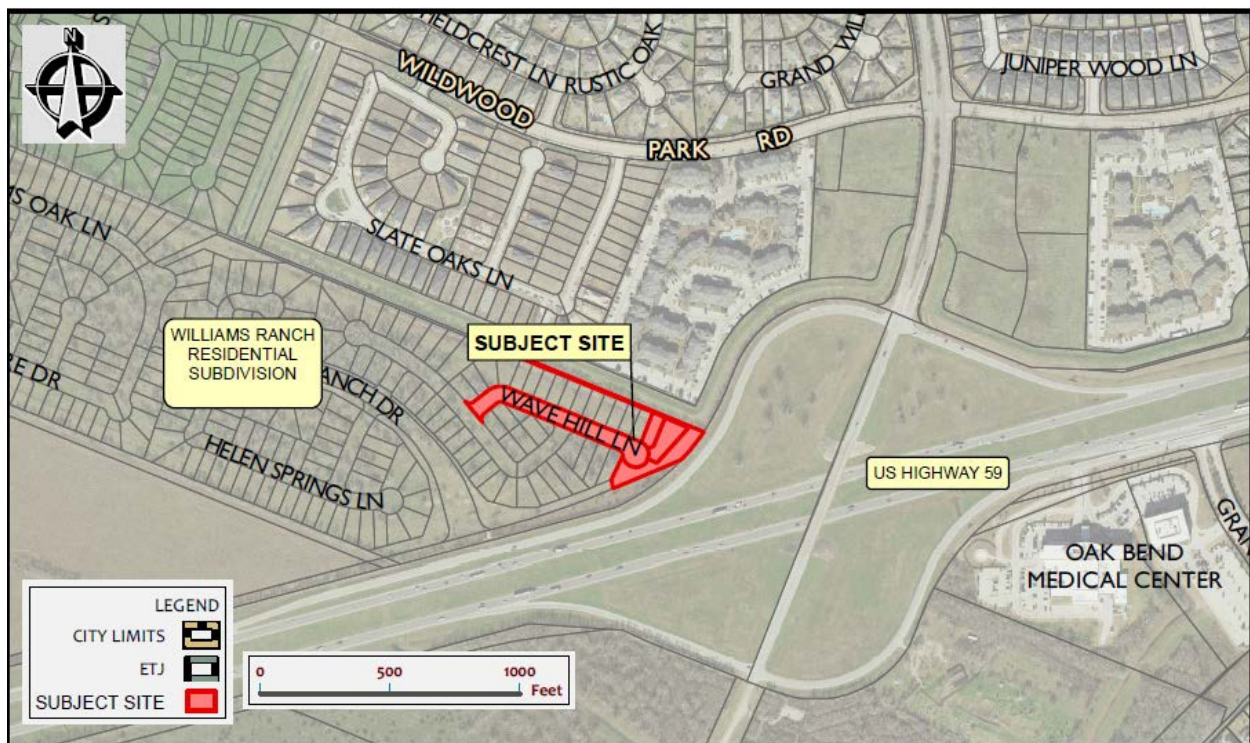 N
FIELDCREST LN
RUSTIC OAK
GRAND WIL
JUNIPER WOOD LN
WILDWOOD
PARK
RD
MS OAK LN
SLATE OAKS LN
WILLIAMS RANCH
RESIDENTIAL
SUBDIVISION
SUBJECT SITE
RE DR
RANCH DR
WAVE HILL LN
HELEN SPRINGS LN
US HIGHWAY 59
OAK BEND
MEDICAL CENTER
LEGEND
CITY LIMITS
ETJ
SUBJECT SITE
0 500 1000
Feet